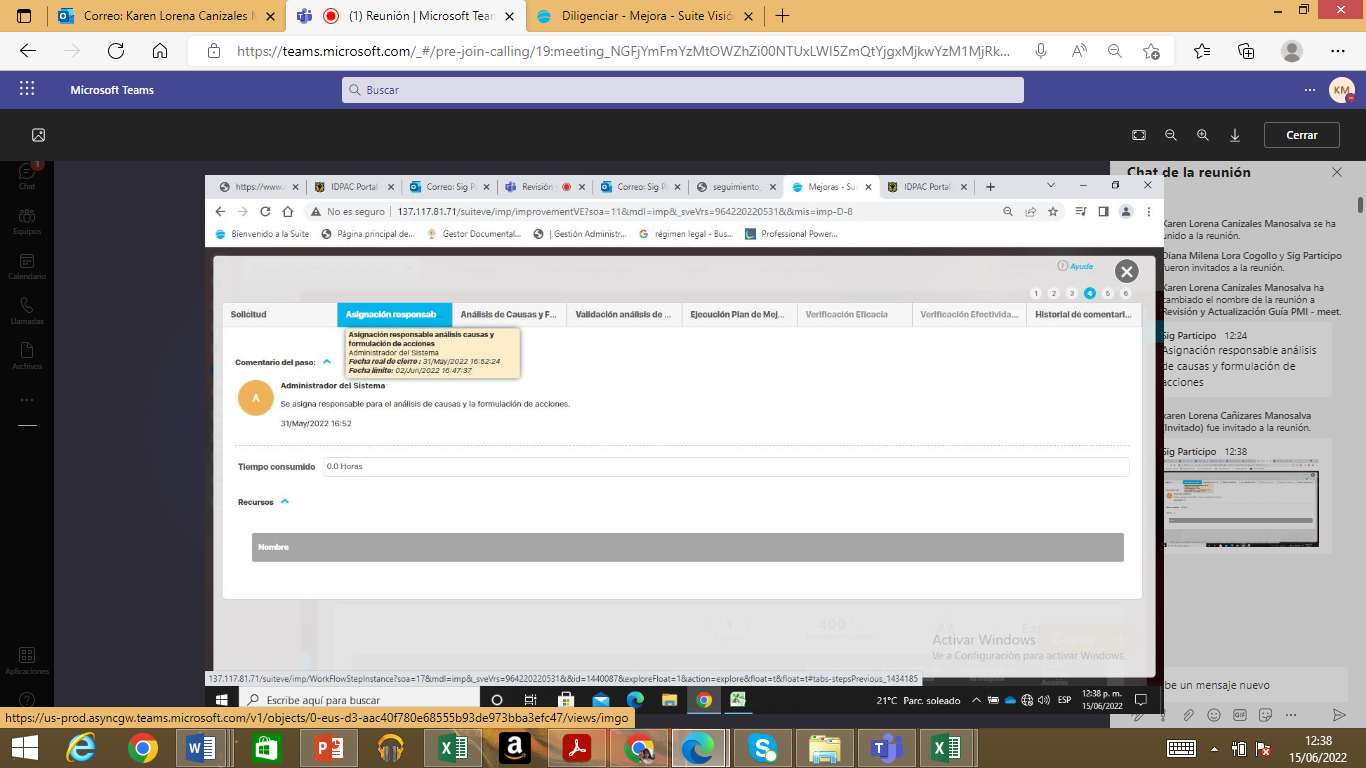 Correo: Karen Lorena Canizales M
(1) Reunión | Microsoft Team
Diligenciar - Mejora - Suite Visió
https://teams.microsoft.com/_#/pre-join-calling/19:meeting_NGFjYmFmYzMtOWZhZi00NTUxLWI5ZmQtYjgxMjkwYzM1MjRk...
Microsoft Teams
Buscar
KM
Cerrar
Chat
1
Equipos
Calendario
Llamadas
Archivos
Aplicaciones
https://www.
IDPAC Portal
Correo: Sig P
Revisión
Correo: Sig P
seguimiento_
Mejoras - Su
IDPAC Portal
No es seguro
137.117.81.71/suiteve/imp/improvementVE?soa=11&mdl=imp&_sveVrs=964220220531&&mis=imp-D-8
Bienvenido a la Suite
Página principal de...
Gestor Documental...
| Gestión Administr...
régimen legal - Bus...
Professional Power...
Ayuda
1 2 3 4 5 6
Solicitud
Asignación responsab...
Análisis de Causas y F...
Validación análisis de ...
Ejecución Plan de Mej...
Verificación Eficacia
Verificación Efectivida...
Historial de comentari...
Asignación responsable análisis causas y
formulación de acciones
Administrador del Sistema
Fecha real de cierre : 31/May/2022 16:52:24
Fecha límite: 02/Jun/2022 16:47:37
Comentario del paso:
A
Administrador del Sistema
Se asigna responsable para el análisis de causas y la formulación de acciones.
31/May/2022 16:52
Tiempo consumido
0.0 Horas
Recursos
Nombre
Activar Windows
Ve a Configuración para activar Windows.
137.117.81.71/suiteve/imp/WorkFlowStepInstance?soa=17&mdl=imp&_sveVrs=964220220531&&id=1440087&exploreFloat=1&action=explore&float=t&float=t#tabs-stepsPrevious_1434185
Escribe aquí para buscar
21°C Parc. soleado
ESP
12:38 p. m.
15/06/2022
Chat de la reunión
Karen Lorena Canizales Manosalva se ha
unido a la reunión.
Diana Milena Lora Cogollo y Sig Participo
fueron invitados a la reunión.
Karen Lorena Canizales Manosalva ha
cambiado el nombre de la reunión a
Revisión y Actualización Guía PMI - meet.
Sig Participo 12:24
Asignación responsable análisis
de causas y formulación de
acciones
karen Lorena Cañizares Manosalva
(Invitado) fue invitado a la reunión.
Sig Participo 12:38
be un mensaje nuevo
GIF
https://us-prod.asyncgw.teams.microsoft.com/v1/objects/0-eus-d3-aac40f780e68555b93de973bba3efc47/views/imgo
12:38
15/06/2022